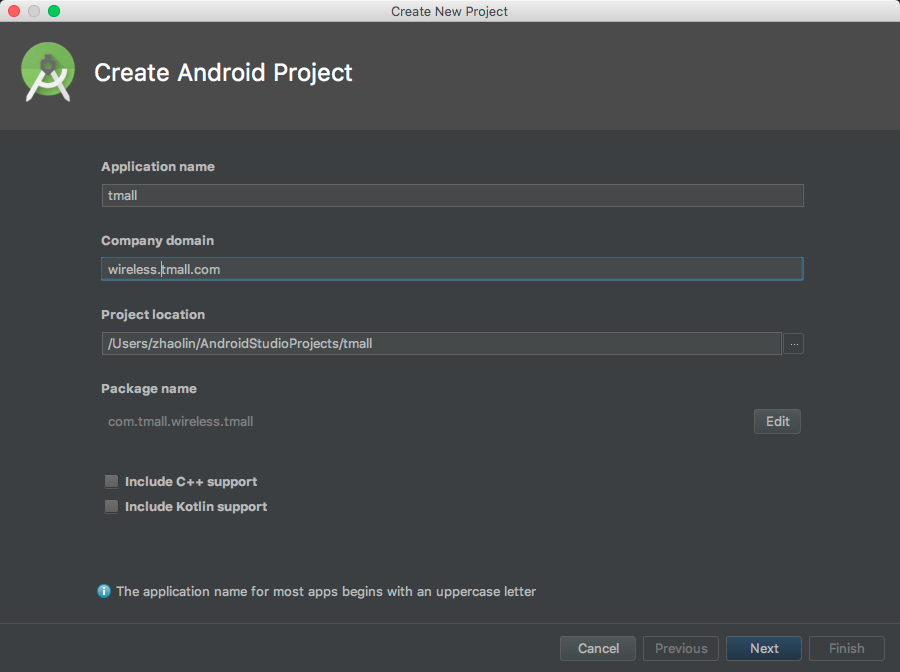 Create New Project
Create Android Project
Application name
tmall
Company domain
wireless.tmall.com
Project location
/Users/zhaolin/AndroidStudioProjects/tmall
...
Package name
com.tmall.wireless.tmall
Edit
Include C++ support
Include Kotlin support
The application name for most apps begins with an uppercase letter
Cancel Previous Next Finish